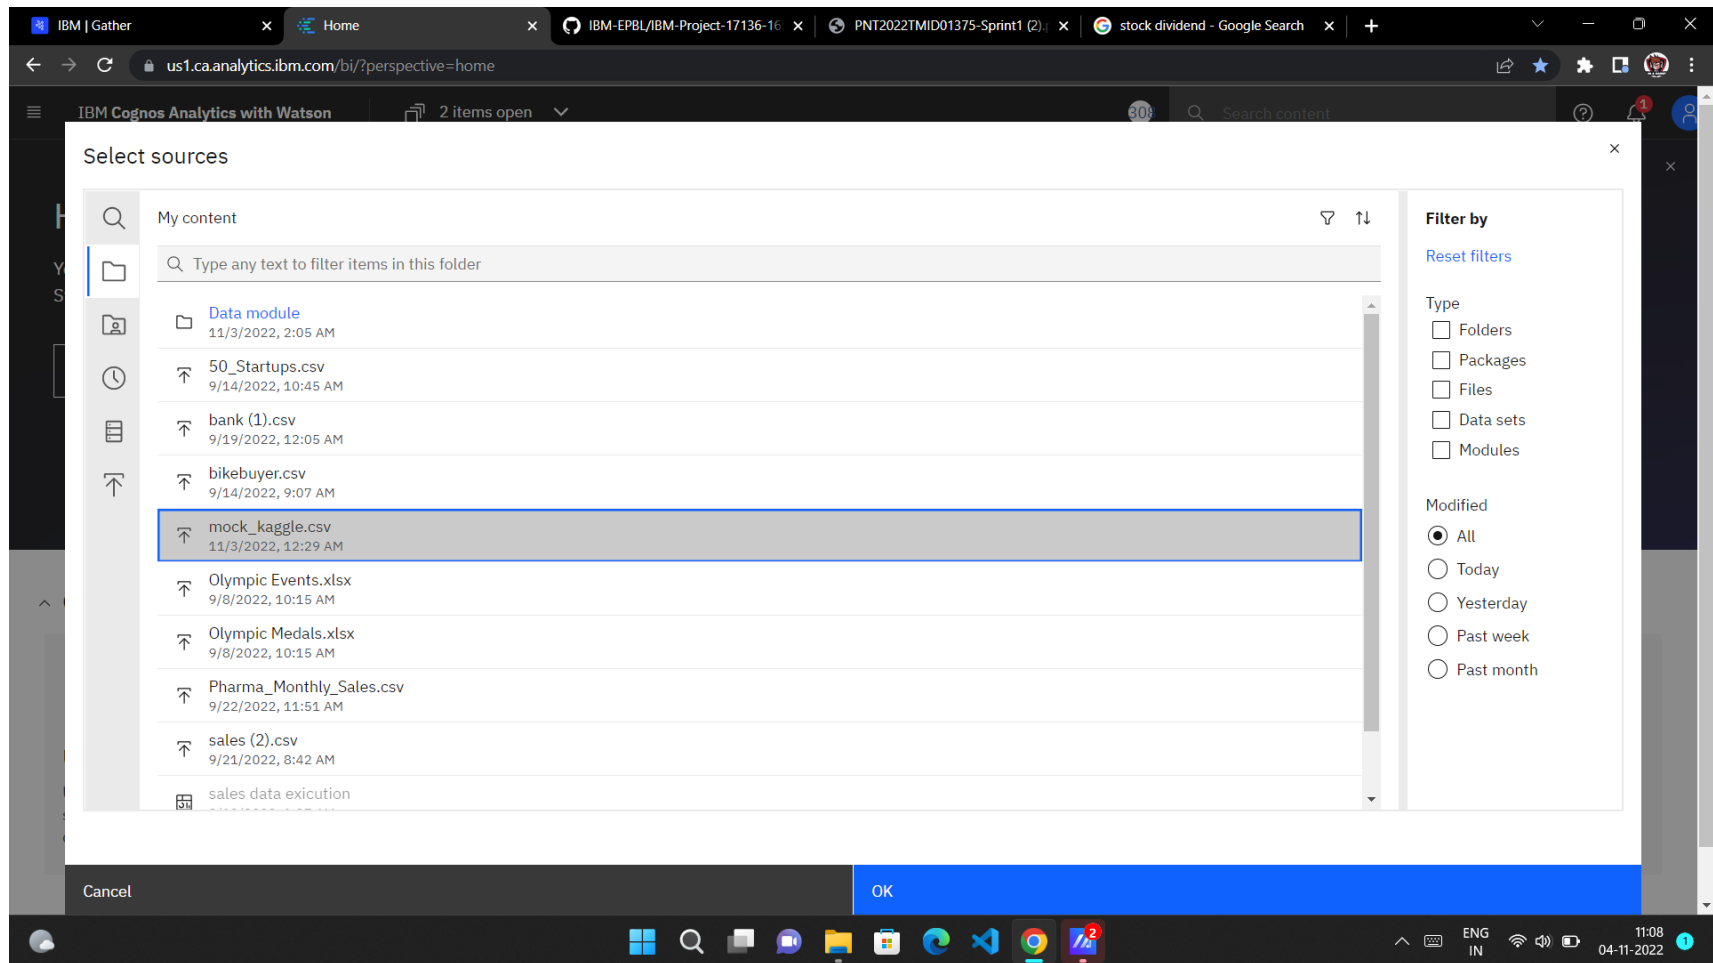 IBM | Gather
Home
IBM-EPBL/IBM-Project-17136-16
PNT2022TMID01375-Sprint1 (2).
stock dividend - Google Search
us1.ca.analytics.ibm.com/bi/?perspective=home
IBM Cognos Analytics with Watson
2 items open
308
Search content
1
Select sources
My content
Type any text to filter items in this folder
Data module
11/3/2022, 2:05 AM
50_Startups.csv
9/14/2022, 10:45 AM
bank (1).csv
9/19/2022, 12:05 AM
bikebuyer.csv
9/14/2022, 9:07 AM
mock_kaggle.csv
11/3/2022, 12:29 AM
Olympic Events.xlsx
9/8/2022, 10:15 AM
Olympic Medals.xlsx
9/8/2022, 10:15 AM
Pharma_Monthly_Sales.csv
9/22/2022, 11:51 AM
sales (2).csv
9/21/2022, 8:42 AM
sales data exicution
Filter by
Reset filters
Type
Folders
Packages
Files
Data sets
Modules
Modified
All
Today
Yesterday
Past week
Past month
Cancel
OK
2
ENG
IN
11:08
04-11-2022
1